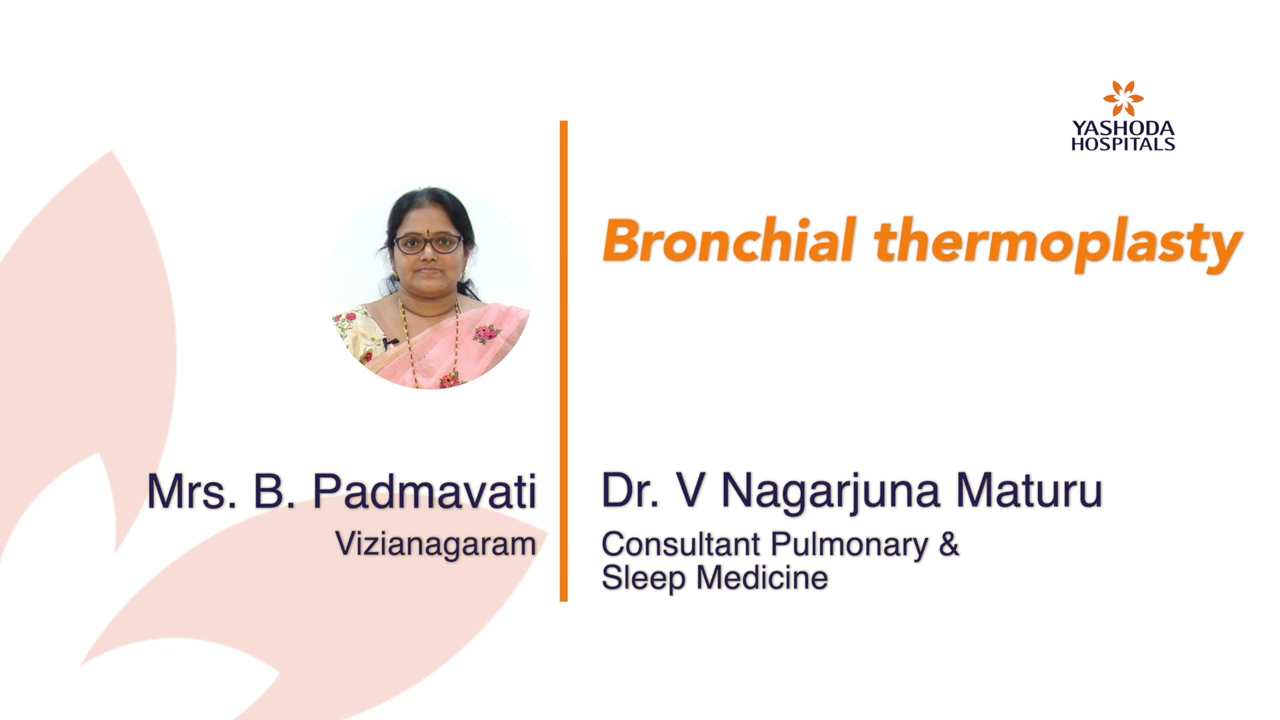 YASHODA
HOSPITALS
Bronchial thermoplasty
Mrs. B. Padmavati
Vizianagaram
Dr. V Nagarjuna Maturu
Consultant Pulmonary &
Sleep Medicine